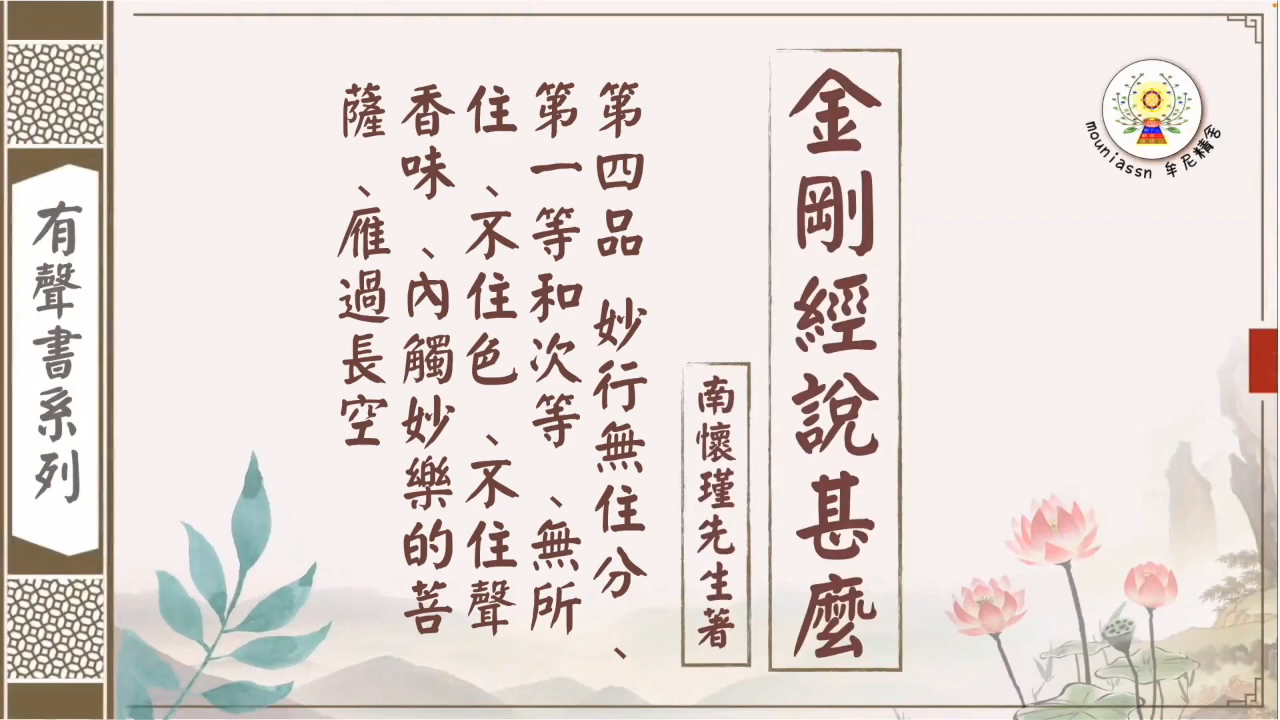 金剛經說甚麼
南懷瑾先生著
第四品 妙行無住分、
第一等和次等、無所
住、不住色、不住聲
香味、內觸妙樂的菩
薩、雁過長空
有聲書系列
mouniassn 牟尼精舍